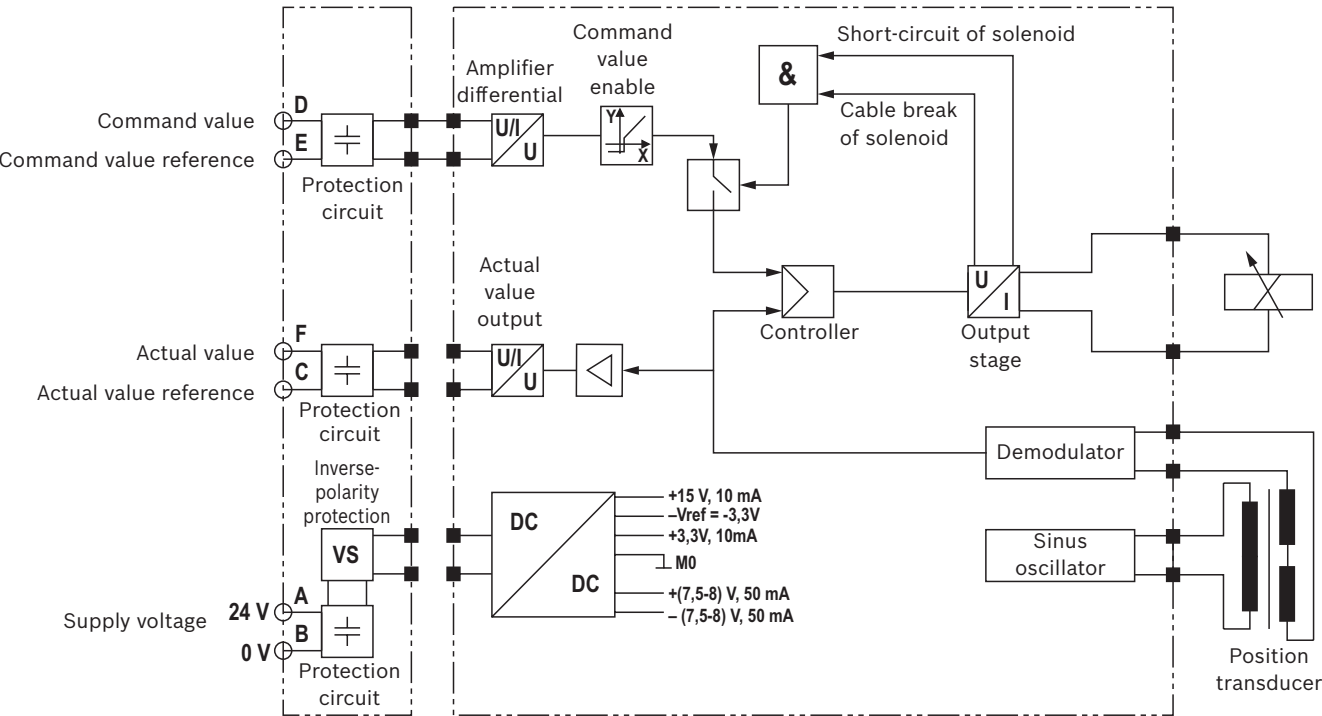 Command value
Command value reference
D
E
Protection
circuit
Amplifier
differential
U/I
U
Command
value
enable
Y
X
&
Short-circuit of solenoid
Cable break
of solenoid
Actual
value
output
Controller
U
I
Output
stage
Actual value
Actual value reference
F
C
Protection
circuit
U/I
U
Demodulator
Inverse-
polarity
protection
VS
DC
DC
+15 V, 10 mA
–Vref = -3,3V
+3,3V, 10mA
M0
+(7,5-8) V, 50 mA
– (7,5-8) V, 50 mA
Sinus
oscillator
Supply voltage
24 V
A
0 V
B
Protection
circuit
Position
transducer